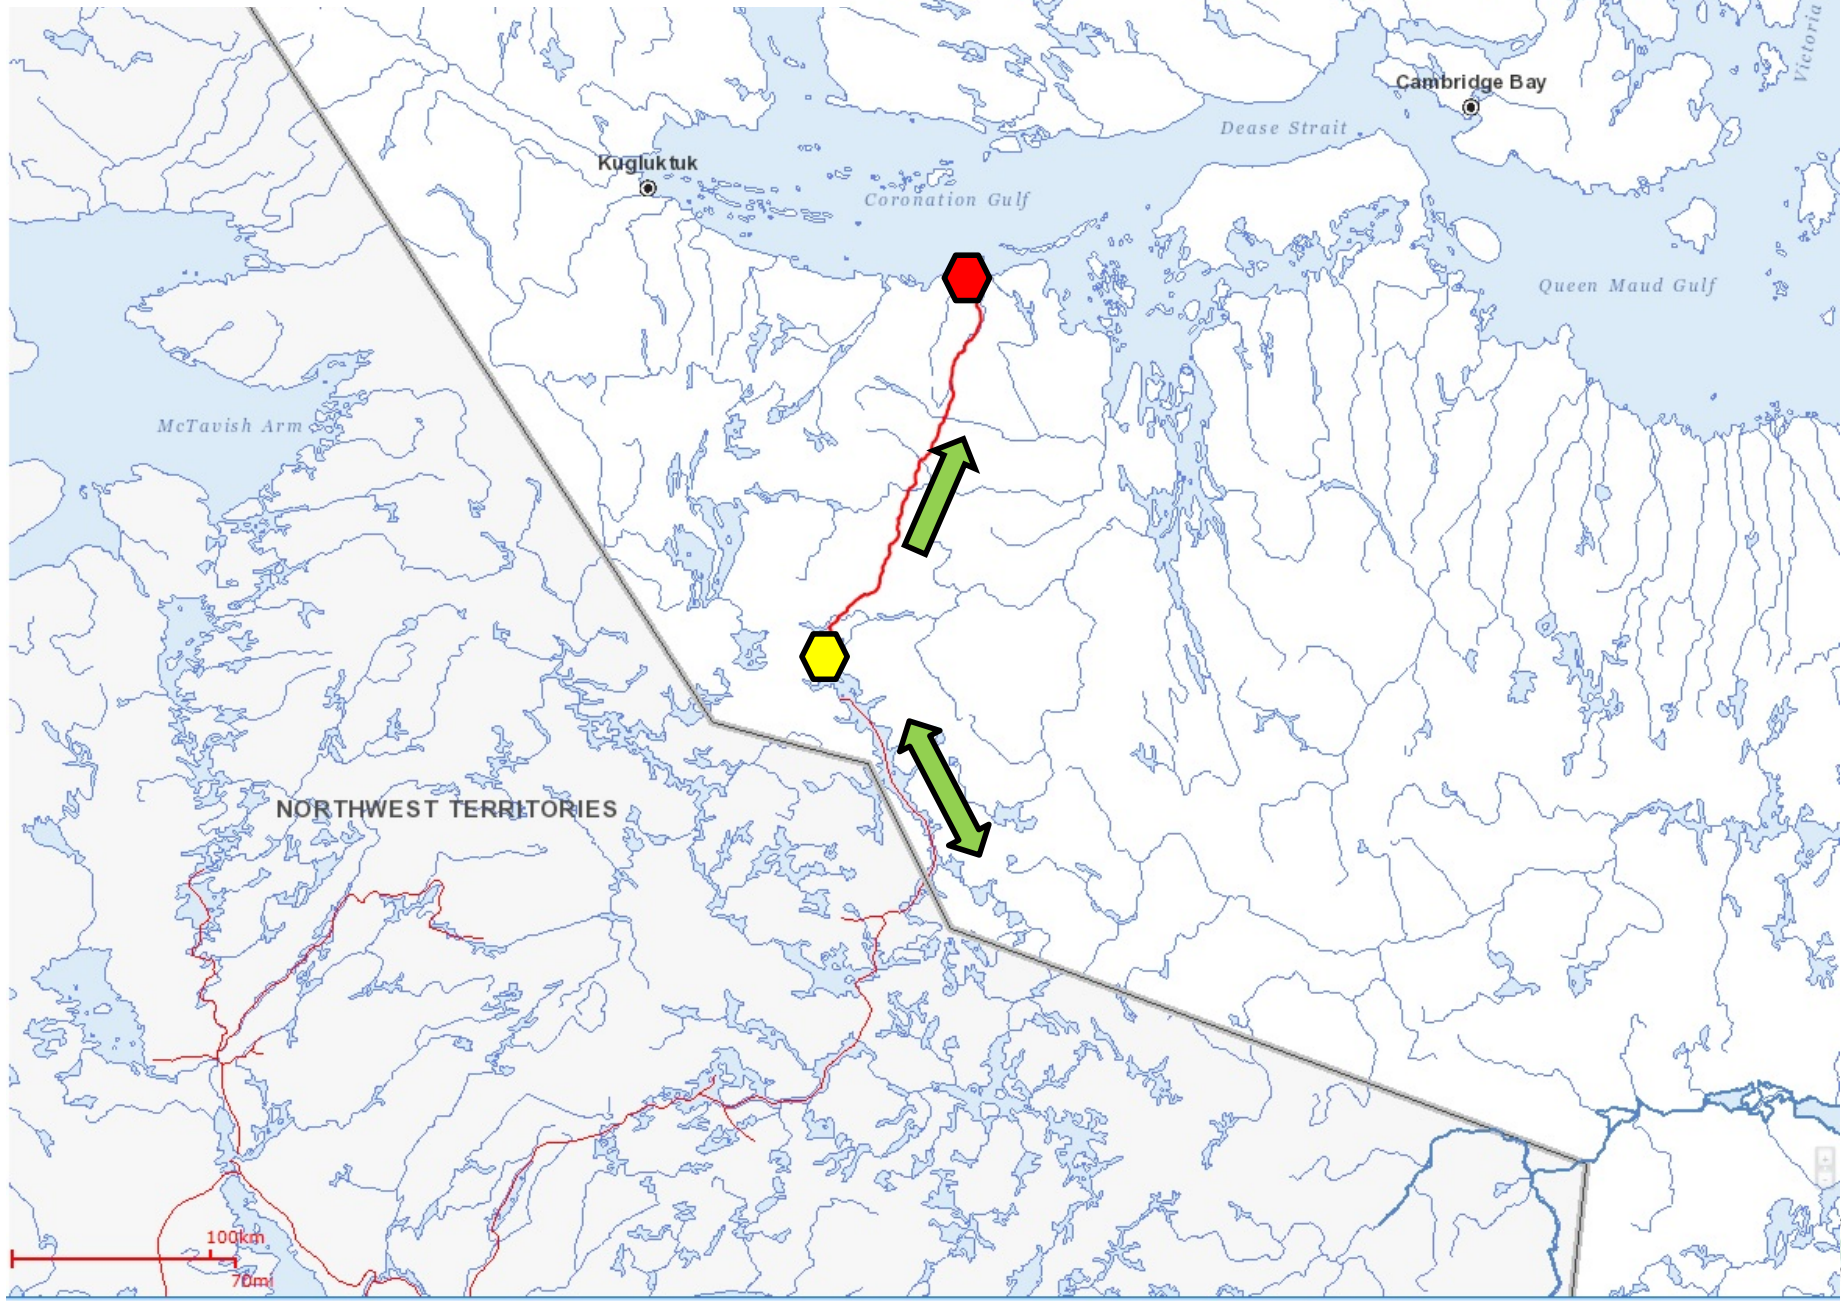 Victoria
Cambridge Bay
Dease Strait
Kugluktuk
Coronation Gulf
Queen Maud Gulf
McTavish Arm
NORTHWEST TERRITORIES
100km
70mi